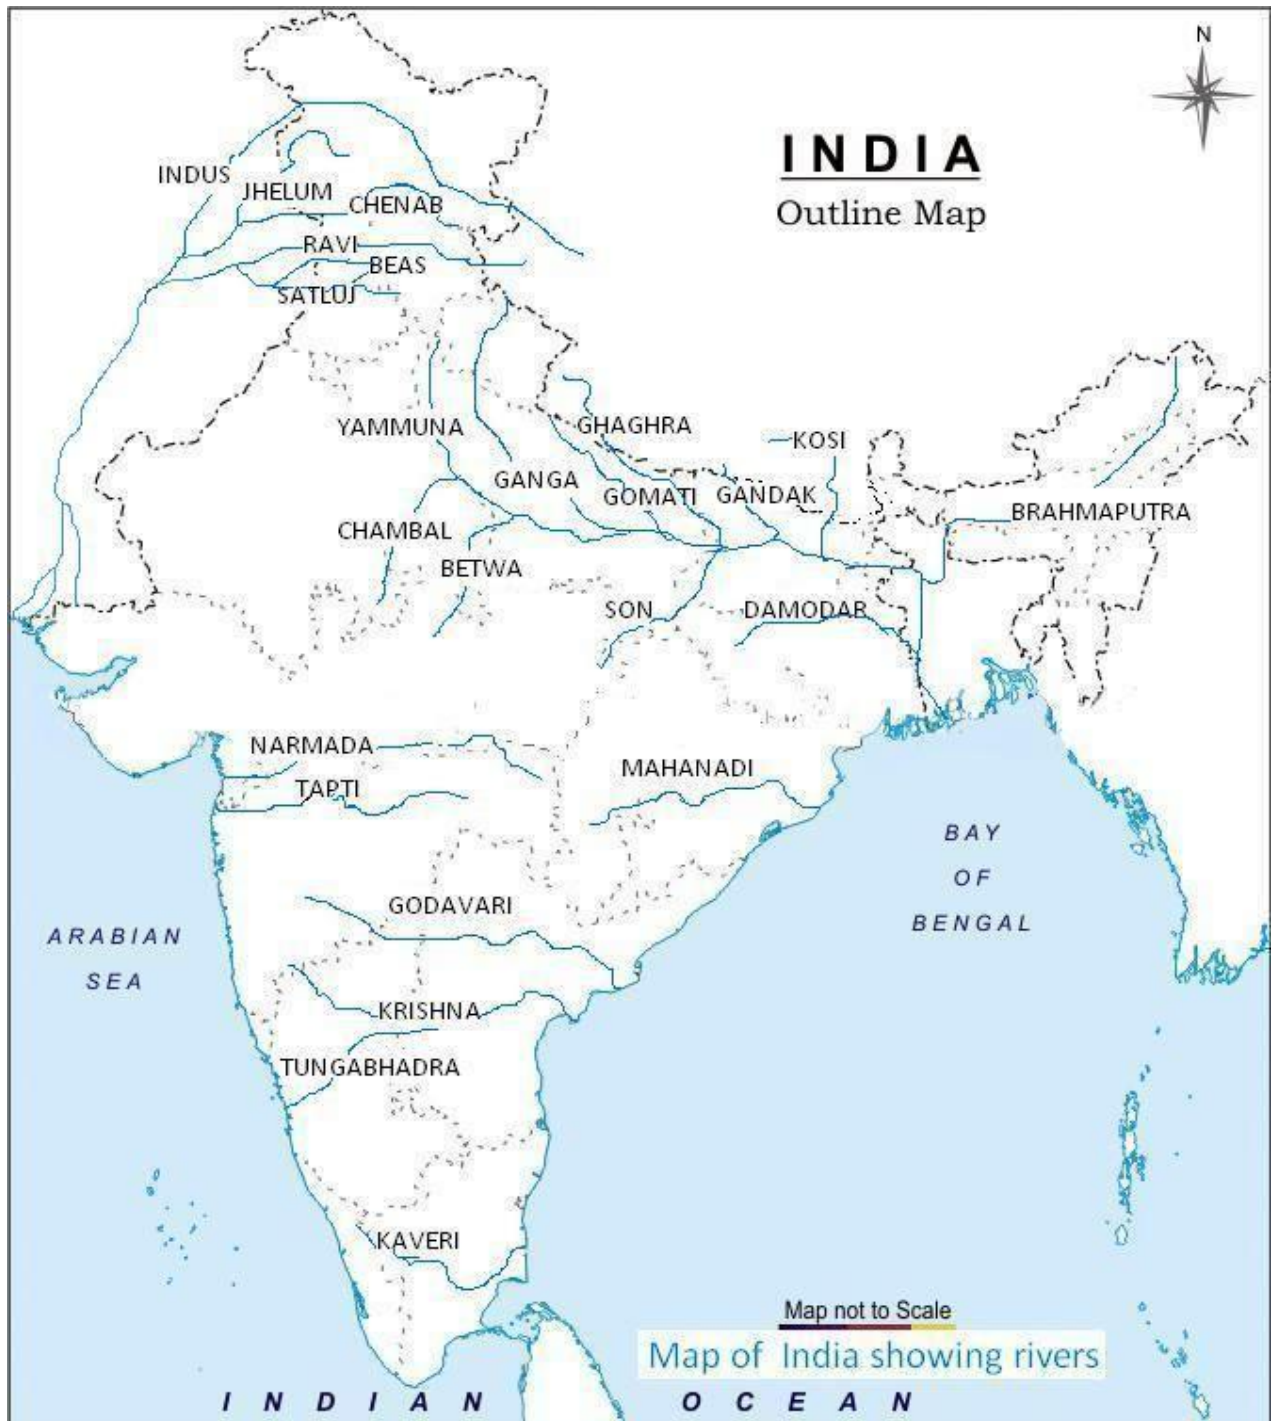 N
INDIA
Outline Map
INDUS
JHELUM
CHENAB
RAVI
BEAS
SATLUJ
YAMMUNA
GHAGHRA
KOSI
GANGA
GOMATI
GANDAK
BRAHMAPUTRA
CHAMBAL
BETWA
SON
DAMODAR
NARMADA
TAPTI
MAHANADI
BAY
OF
BENGAL
GODAVARI
ARABIAN
SEA
KRISHNA
TUNGABHADRA
KAVERI
Map not to Scale
Map of India showing rivers
INDIAN OCEAN